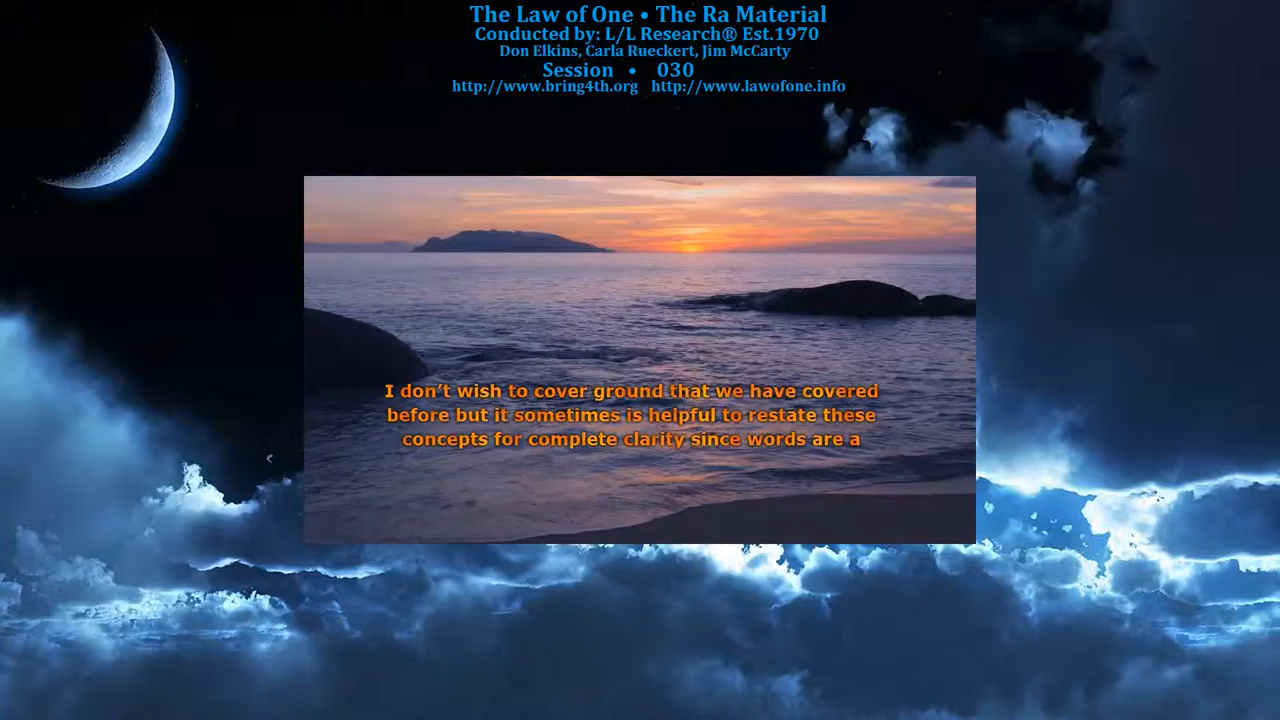 The Law of One • The Ra Material
Conducted by: L/L Research® Est.1970
Don Elkins, Carla Rueckert, Jim McCarty
Session • 030
http://www.bring4th.org http://www.lawofone.info
I don’t wish to cover ground that we have covered
before but it sometimes is helpful to restate these
concepts for complete clarity since words are a